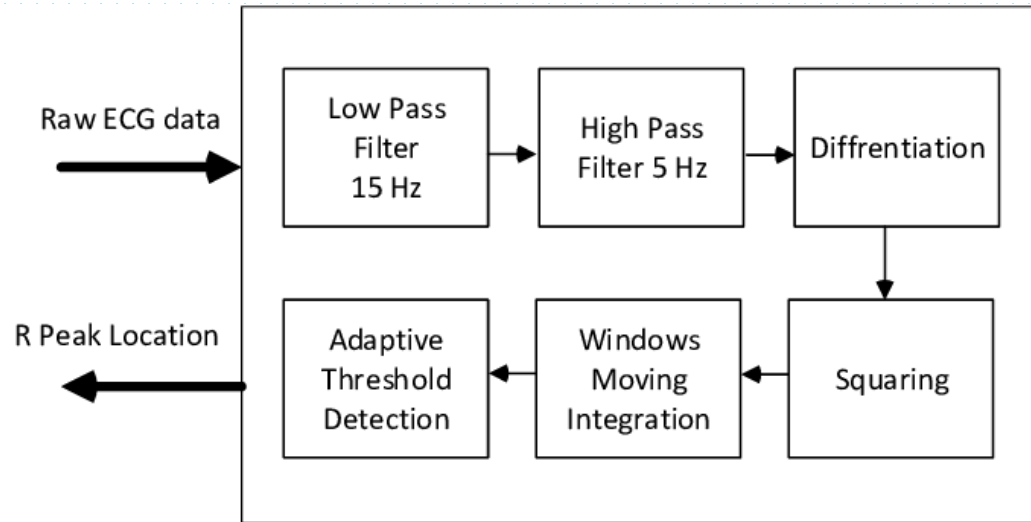 Raw ECG data
Low Pass
Filter
15 Hz
High Pass
Filter 5 Hz
Diffrentiation
R Peak Location
Adaptive
Threshold
Detection
Windows
Moving
Integration
Squaring